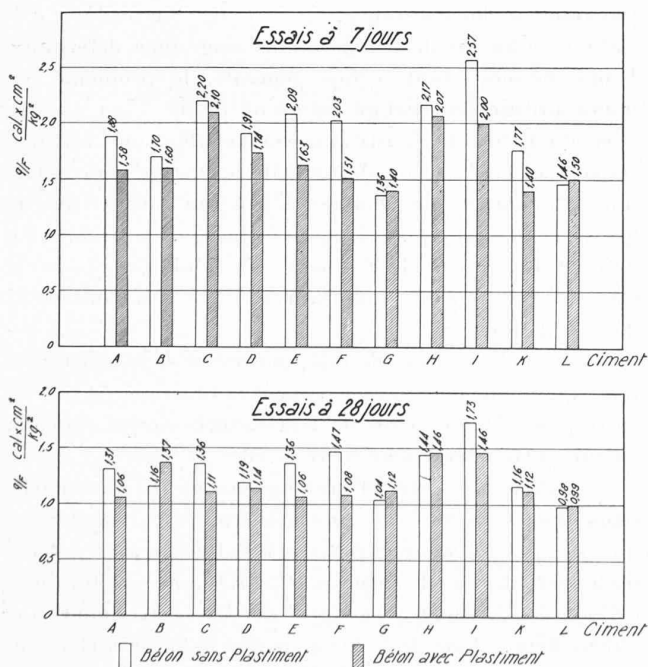 Essais à 7 jours
q/r cal x cm² / kg²
2,5
2,0
1,5
1,0
0,5
0
1,88 1,58 1,70 1,60 2,20 2,10 1,91 1,74 2,09 1,63 2,03 1,51 1,36 1,40 2,17 2,07 2,57 2,00 1,77 1,40 1,46 1,50
A B C D E F G H I K L Ciment
Essais à 28 jours
q/r cal x cm² / kg²
2,0
1,5
1,0
0,5
0
1,31 1,06 1,16 1,37 1,36 1,11 1,19 1,14 1,36 1,06 1,47 1,08 1,04 1,12 1,44 1,46 1,73 1,46 1,16 1,12 0,98 0,99
A B C D E F G H I K L Ciment
Béton sans Plastiment Béton avec Plastiment